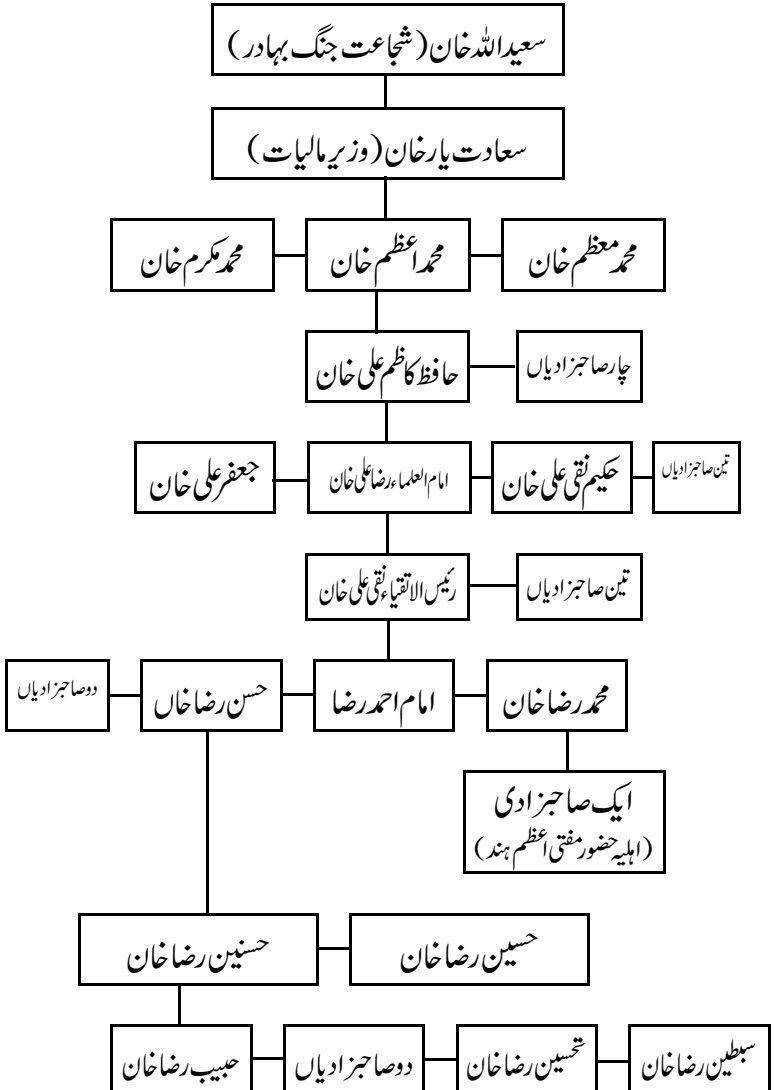 سعید اللہ خان (شجاعت جنگ بہادر)
سعادت یار خان (وزیر مالیات)
محمد معظم خان
محمد اعظم خان
محمد مکرم خان
چار صاحبزادیاں
حافظ کاظم علی خان
تین صاحبزادیاں
حکیم نقی علی خان
امام العلماء رضا علی خان
جعفر علی خان
تین صاحبزادیاں
رئیس الاتقیاء نقی علی خان
محمد رضا خان
امام احمد رضا
حسن رضا خاں
دو صاحبزادیاں
ایک صاحبزادی
(اہلیہ حضور مفتی اعظم ہند)
حسین رضا خان
حسنین رضا خان
سبطین رضا خان
تحسین رضا خان
دو صاحبزادیاں
حبیب رضا خان